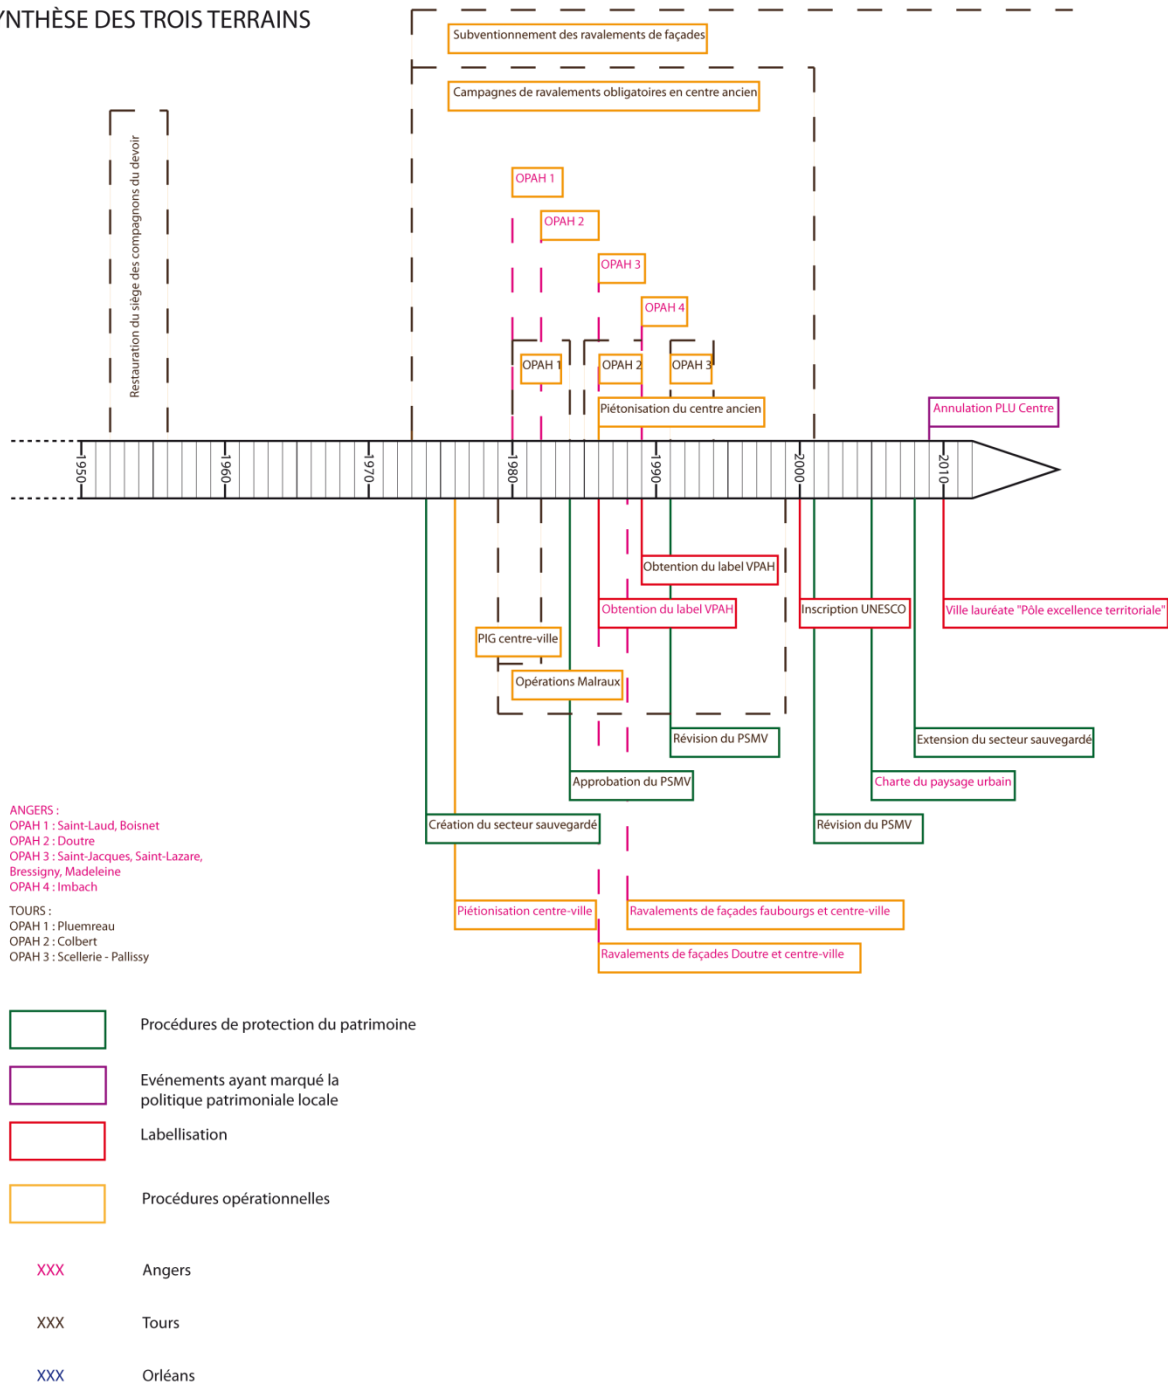 YNTHÈSE DES TROIS TERRAINS
Subventionnement des ravalements de façades
Campagnes de ravalements obligatoires en centre ancien
Restauration du siège des compagnons du devoir
OPAH 1
OPAH 2
OPAH 3
OPAH 4
OPAH 1
OPAH 2
OPAH 3
Piétonisation du centre ancien
Annulation PLU Centre
1950
1960
1970
1980
1990
2000
2010
Obtention du label VPAH
Obtention du label VPAH
Inscription UNESCO
Ville lauréate "Pôle excellence territoriale"
PIG centre-ville
Opérations Malraux
Révision du PSMV
Extension du secteur sauvegardé
Approbation du PSMV
Charte du paysage urbain
Création du secteur sauvegardé
Révision du PSMV
Piétionisation centre-ville
Ravalements de façades faubourgs et centre-ville
Ravalements de façades Doutre et centre-ville
ANGERS :
OPAH 1 : Saint-Laud, Boisnet
OPAH 2 : Doutre
OPAH 3 : Saint-Jacques, Saint-Lazare,
Bressigny, Madeleine
OPAH 4 : Imbach
TOURS :
OPAH 1 : Pluemreau
OPAH 2 : Colbert
OPAH 3 : Scellerie - Pallissy
Procédures de protection du patrimoine
Evénements ayant marqué la
politique patrimoniale locale
Labellisation
Procédures opérationnelles
XXX Angers
XXX Tours
XXX Orléans